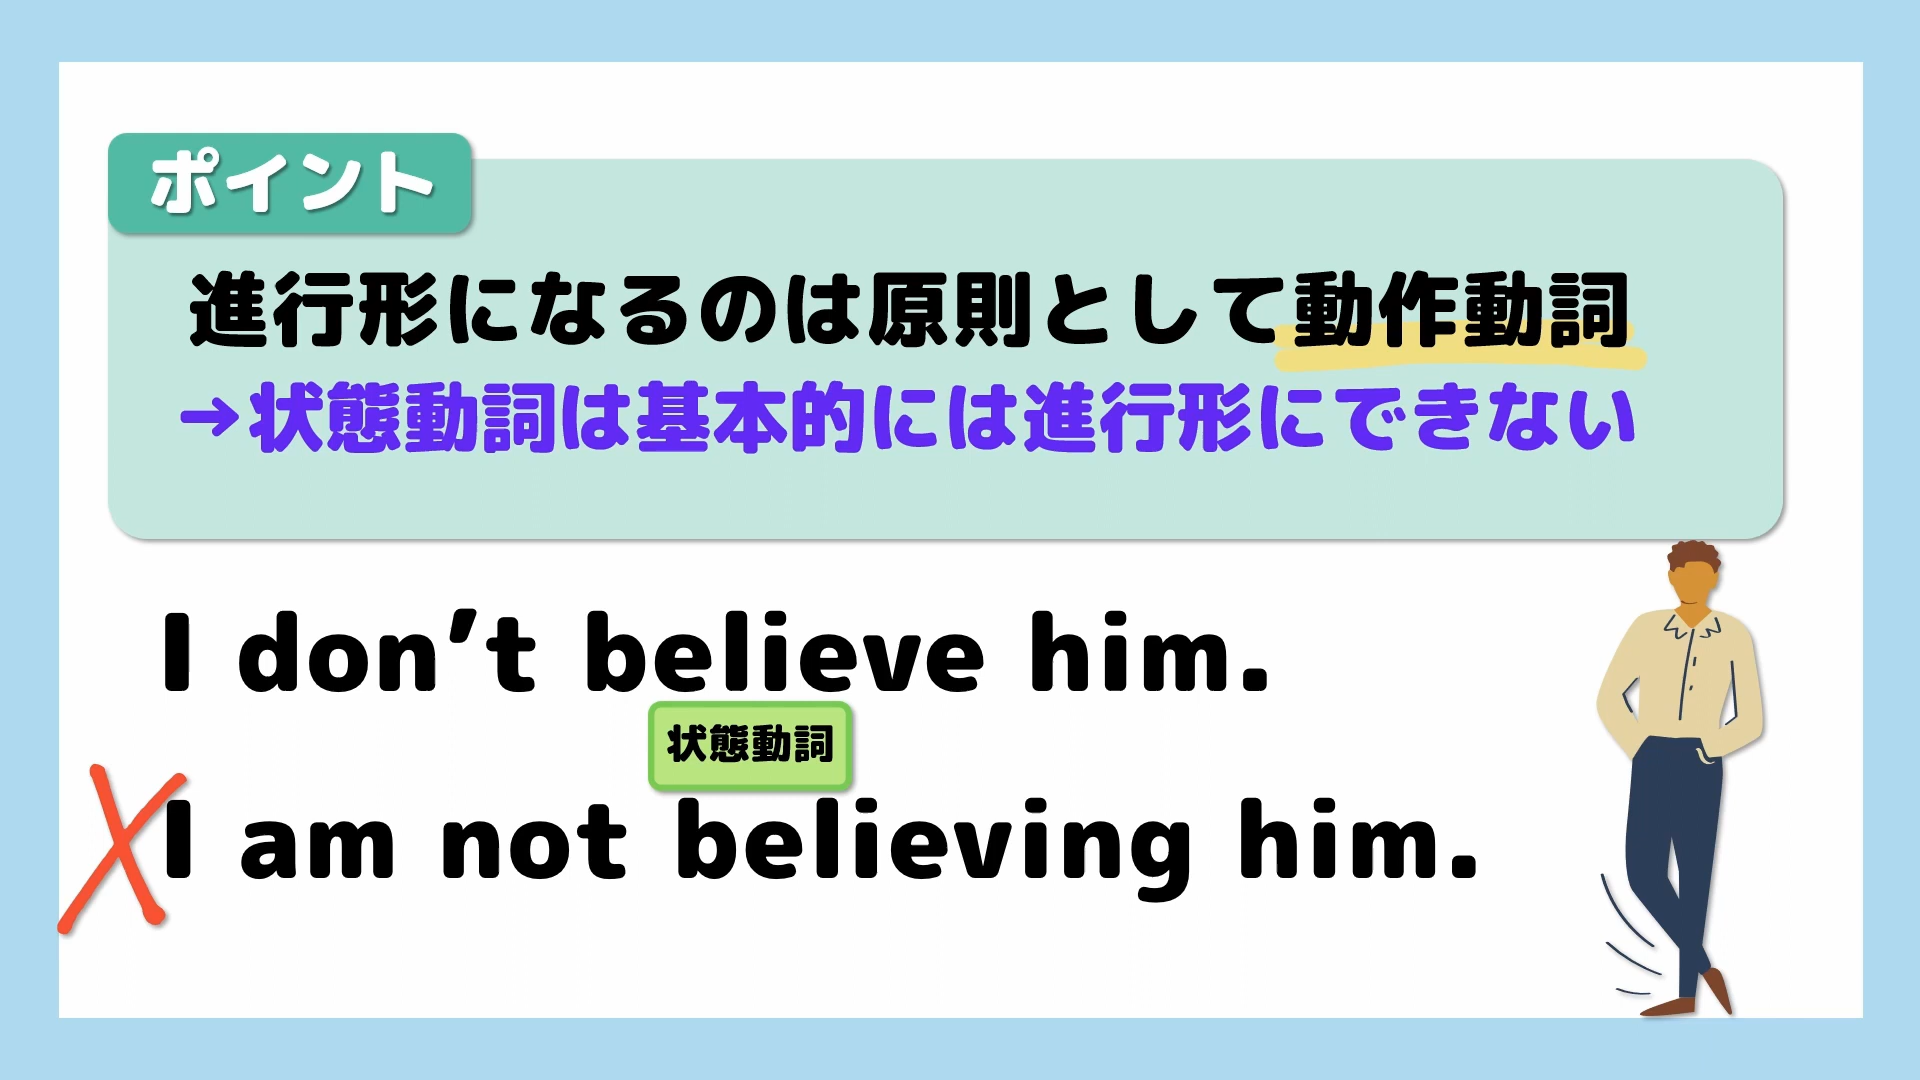 ポイント
進行形になるのは原則として動作動詞
→状態動詞は基本的には進行形にできない
I don’t believe him.
状態動詞
I am not believing him.